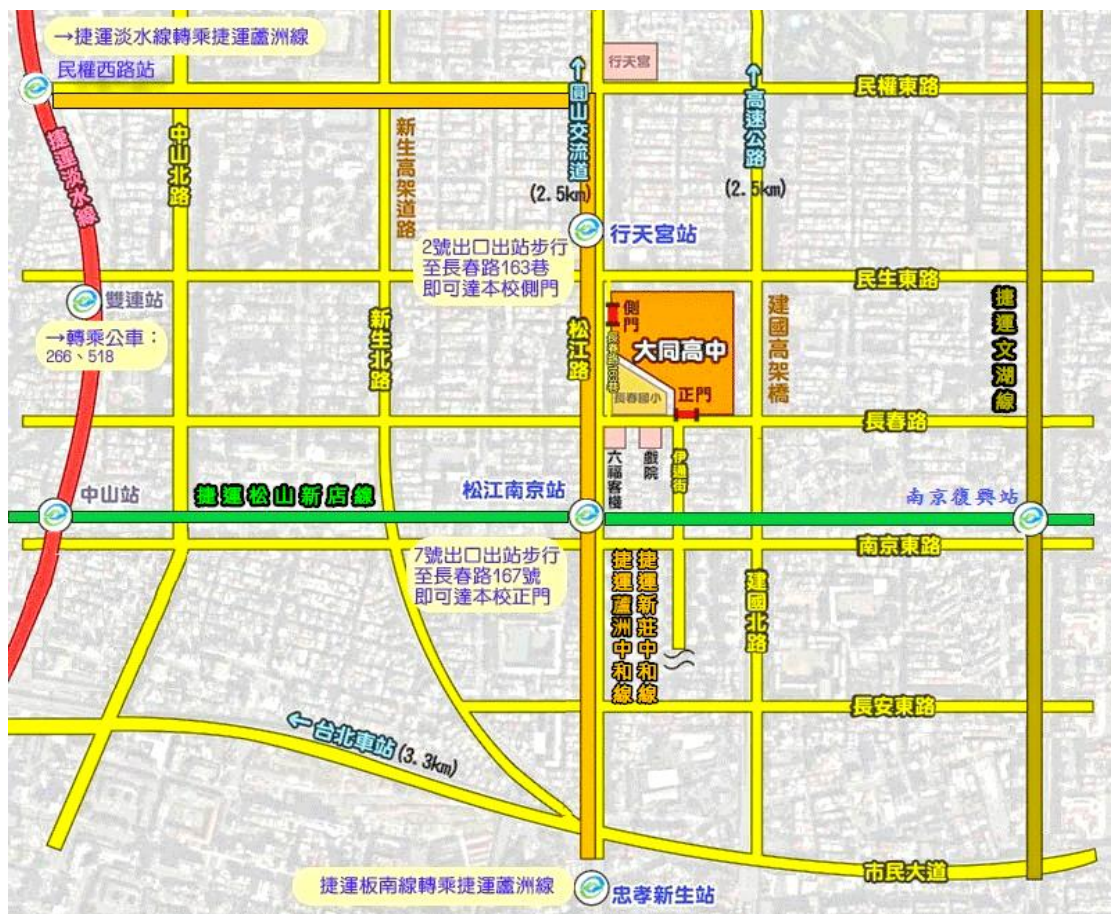 →捷運淡水線轉乘捷運蘆洲線
民權西路站
行天宮
民權東路
圓山交流道
(2.5km)
高速公路
(2.5km)
捷運淡水線
中山北路
新生高架道路
行天宮站
2號出口出站步行
至長春路163巷
即可達本校側門
民生東路
雙連站
→轉乘公車：
266、518
新生北路
松江路
側門
長春路163巷
大同高中
長春國小
正門
建國高架橋
捷運文湖線
長春路
六福客棧
戲院
伊通街
中山站
捷運松山新店線
松江南京站
南京復興站
南京東路
7號出口出站步行
至長春路167號
即可達本校正門
捷運蘆洲中和線
捷運新莊中和線
建國北路
長安東路
←台北車站(3.3km)
市民大道
捷運板南線轉乘捷運蘆洲線
忠孝新生站